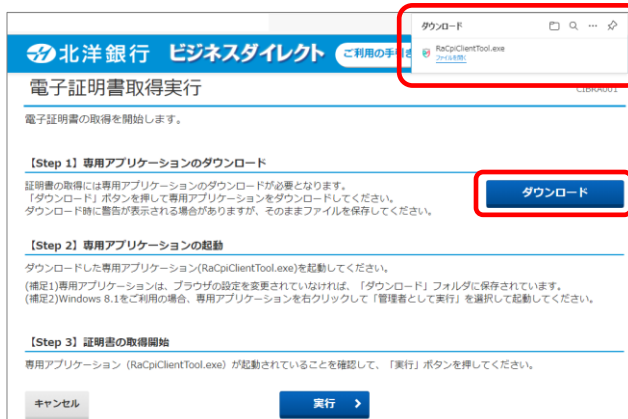 ダウンロード
RaCpiClientTool.exe
ファイルを開く
北洋銀行 ビジネスダイレクト ご利用の手引き
電子証明書取得実行
CIBRA001
電子証明書の取得を開始します。
【Step 1】専用アプリケーションのダウンロード
証明書の取得には専用アプリケーションのダウンロードが必要となります。
「ダウンロード」ボタンを押して専用アプリケーションをダウンロードしてください。
ダウンロード時に警告が表示される場合がありますが、そのままファイルを保存してください。
ダウンロード
【Step 2】専用アプリケーションの起動
ダウンロードした専用アプリケーション(RaCpiClientTool.exe)を起動してください。
(補足1)専用アプリケーションは、ブラウザの設定を変更されていなければ、「ダウンロード」フォルダに保存されています。
(補足2)Windows 8.1をご利用の場合、専用アプリケーションを右クリックして「管理者として実行」を選択して起動してください。
【Step 3】証明書の取得開始
専用アプリケーション（RaCpiClientTool.exe）が起動されていることを確認して、「実行」ボタンを押してください。
キャンセル
実行